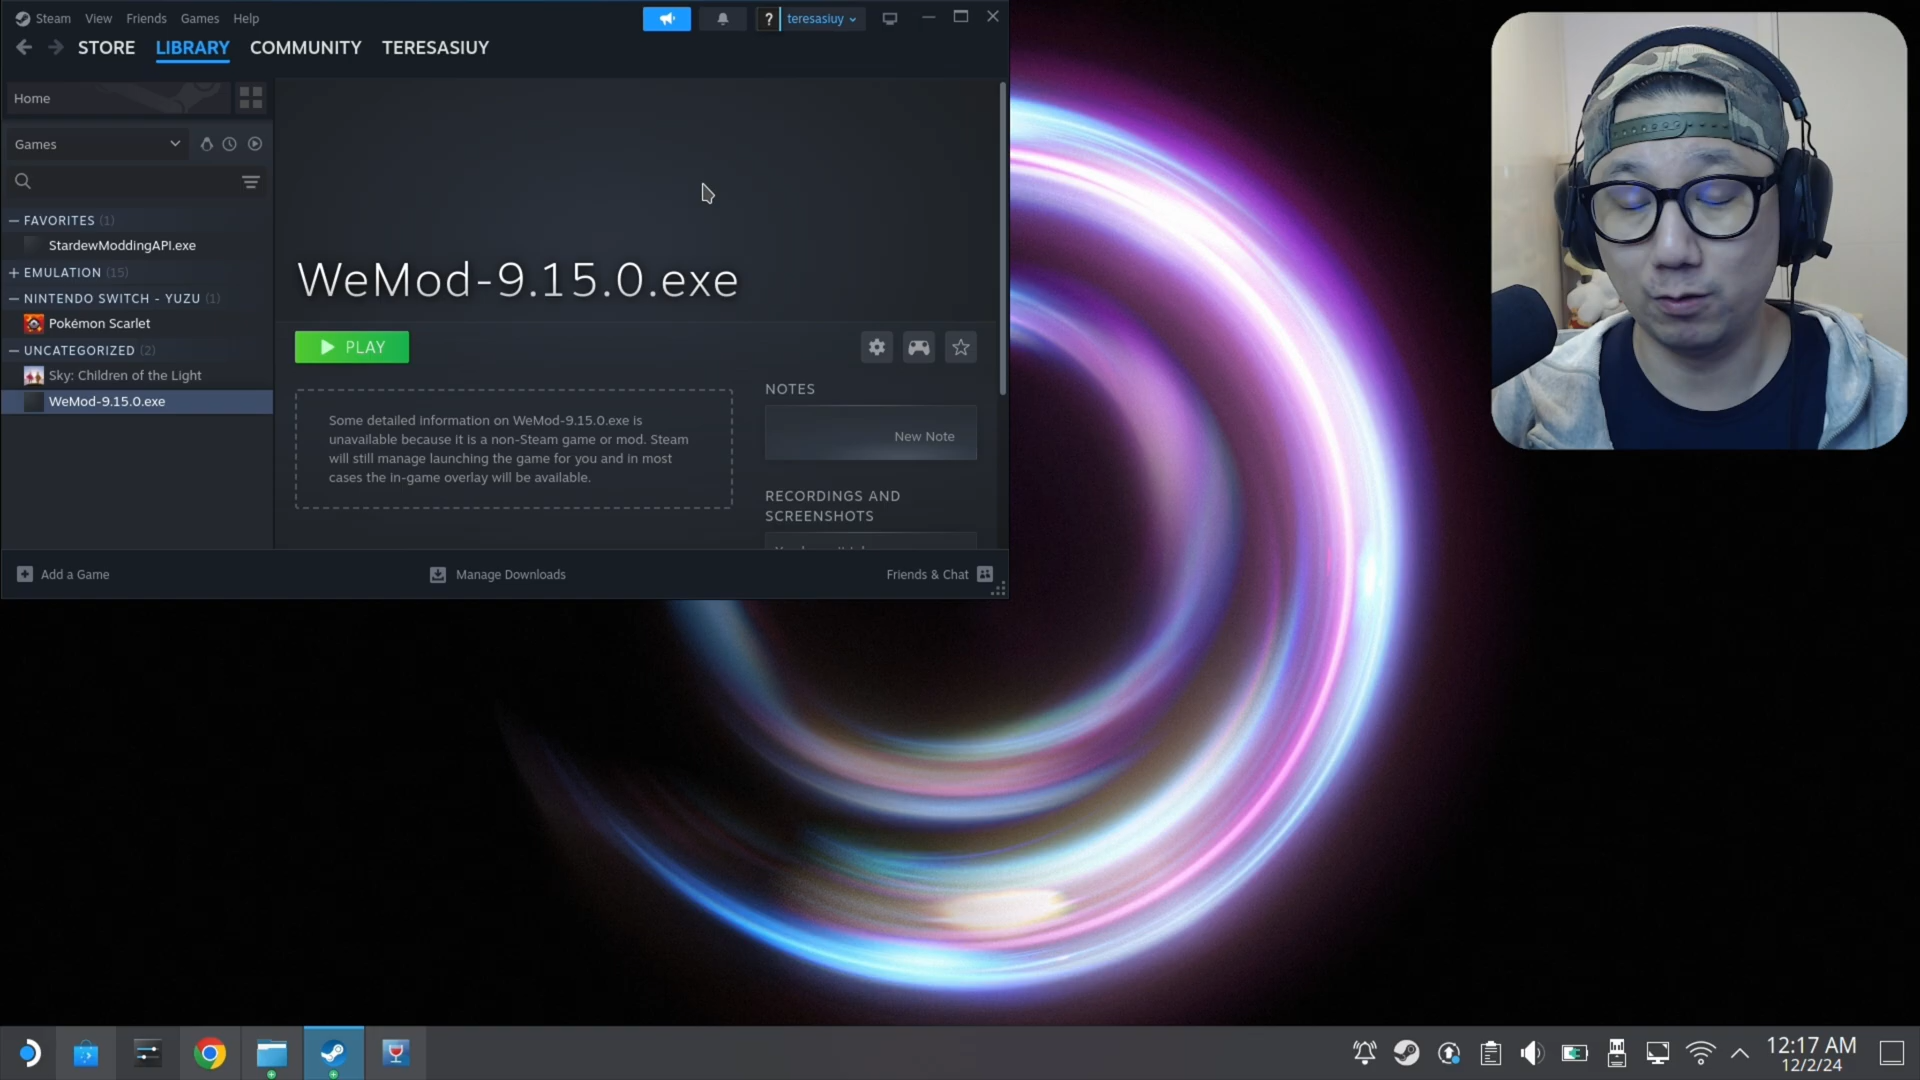 Steam View Friends Games Help
? teresasiuy
STORE LIBRARY COMMUNITY TERESASIUY
Home
Games
FAVORITES (1)
StardewModdingAPI.exe
EMULATION (15)
NINTENDO SWITCH - YUZU (1)
Pokémon Scarlet
UNCATEGORIZED (2)
Sky: Children of the Light
WeMod-9.15.0.exe
WeMod-9.15.0.exe
PLAY
Some detailed information on WeMod-9.15.0.exe is
unavailable because it is a non-Steam game or mod. Steam
will still manage launching the game for you and in most
cases the in-game overlay will be available.
NOTES
New Note
RECORDINGS AND
SCREENSHOTS
Add a Game
Manage Downloads
Friends & Chat
12:17 AM
12/2/24